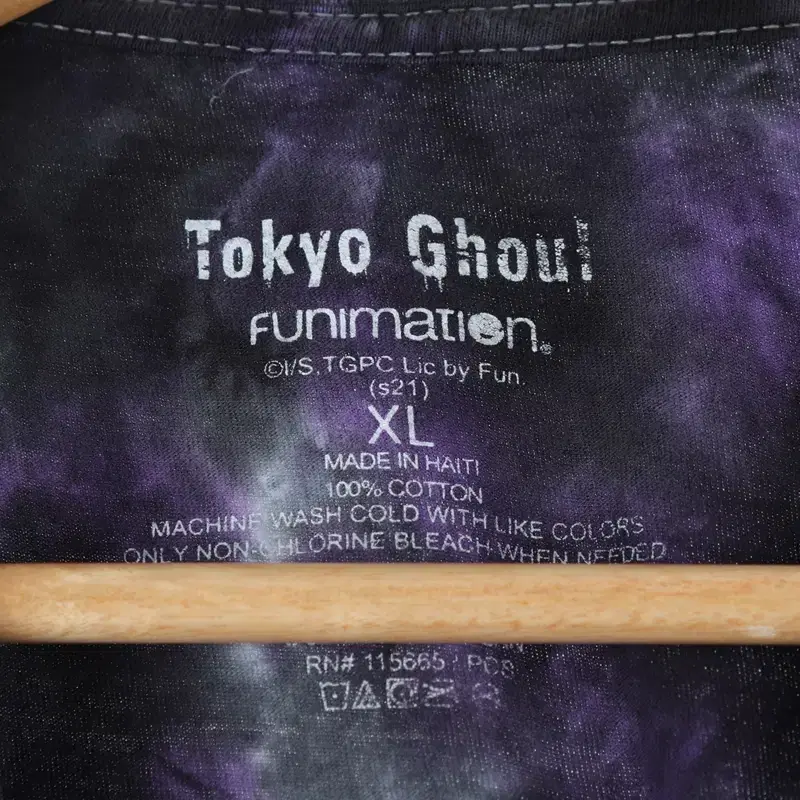 Tokyo Ghoul
FUNIMATION.
©I/S.TGPC Lic by Fun.
(s21)
XL
MADE IN HAITI
100% COTTON
MACHINE WASH COLD WITH LIKE COLORS
ONLY NON-CHLORINE BLEACH WHEN NEEDED
RN# 115665